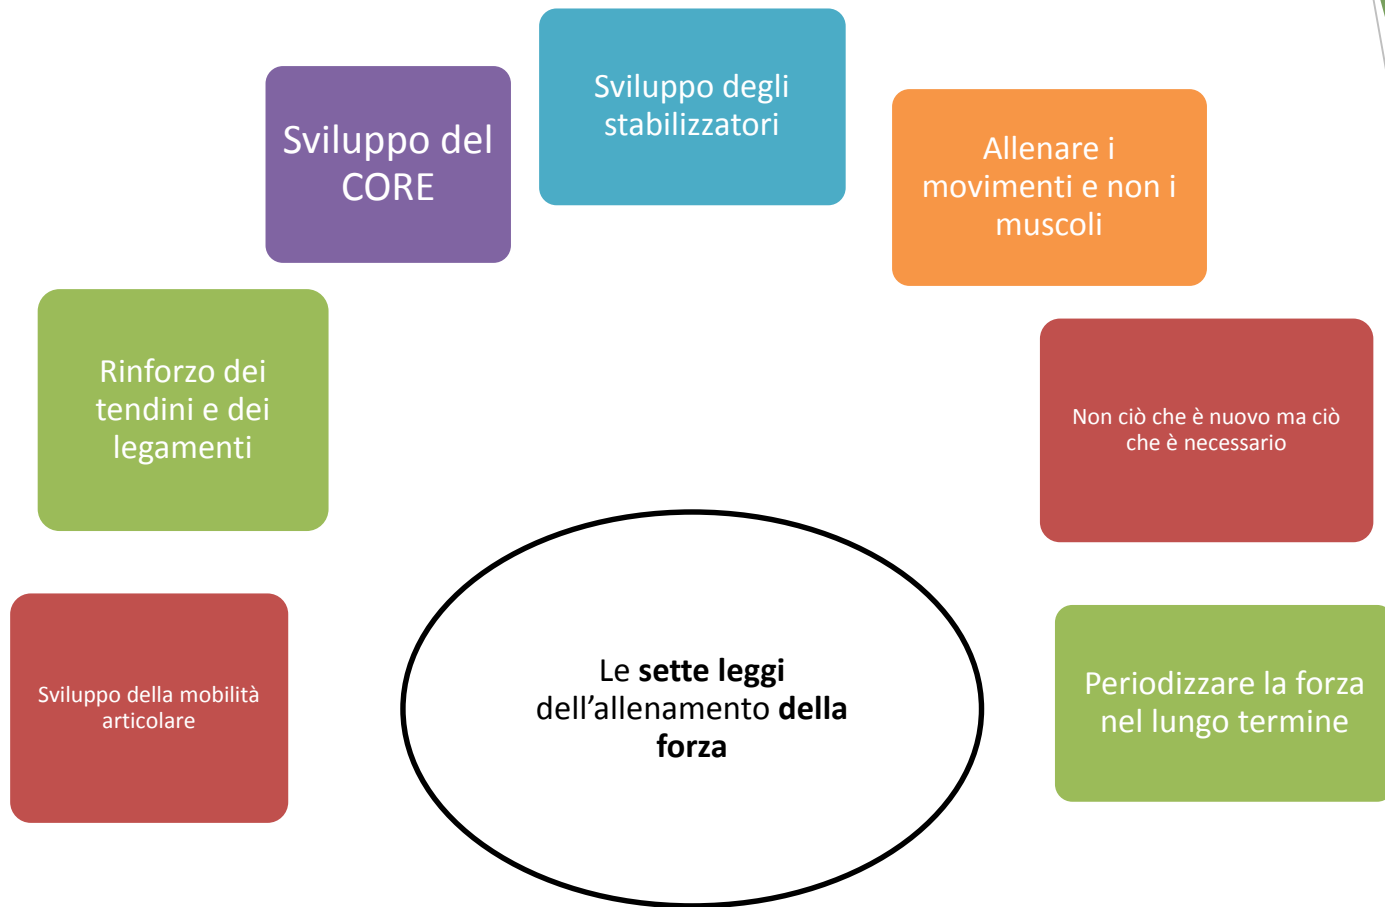 Sviluppo della mobilità
articolare
Rinforzo dei
tendini e dei
legamenti
Sviluppo del
CORE
Sviluppo degli
stabilizzatori
Allenare i
movimenti e non i
muscoli
Non ciò che è nuovo ma ciò
che è necessario
Periodizzare la forza
nel lungo termine
Le sette leggi
dell’allenamento della
forza